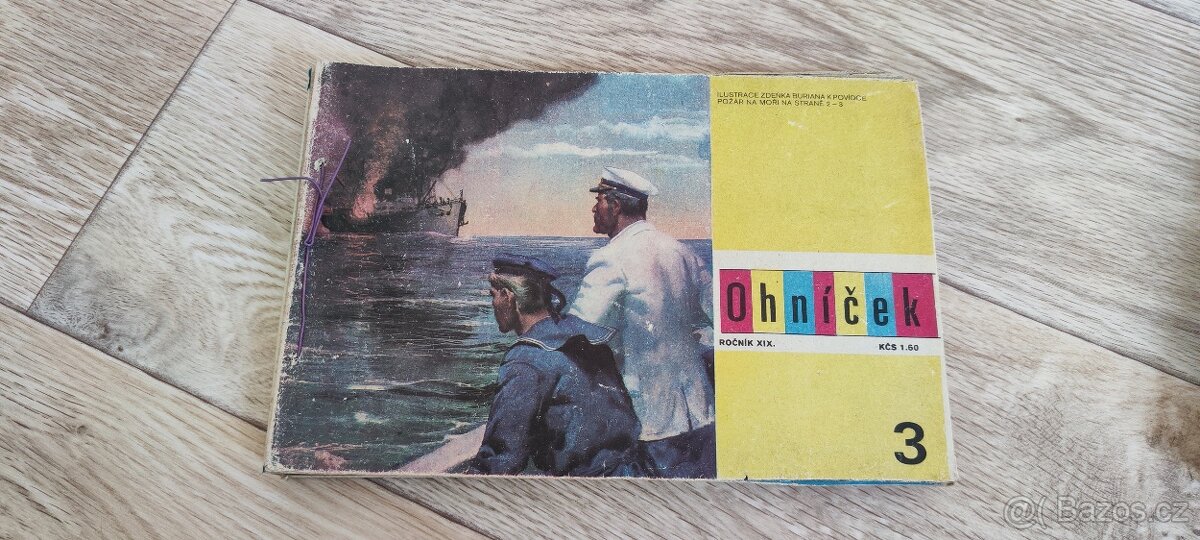 ILUSTRACE ZDEŇKA BURIANA K POVÍDCE
POŽÁR NA MOŘI NA STRANĚ 2 – 3
Ohníček
ROČNÍK XIX.
KČS 1.60
3
Bazos.cz